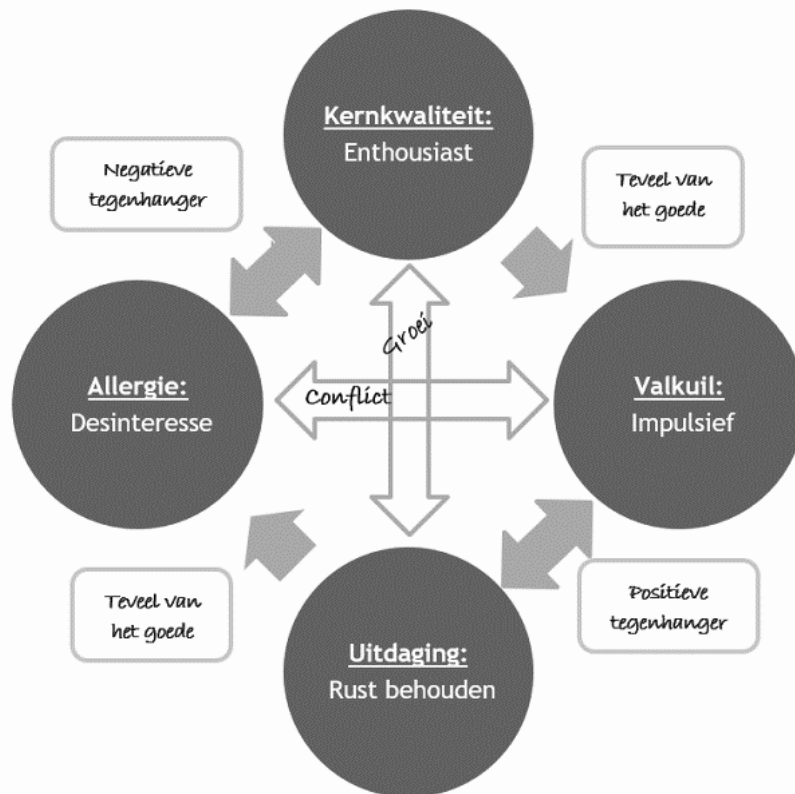 Kernkwaliteit:
Enthousiast
Negatieve
tegenhanger
Teveel van
het goede
Groei
Conflict
Allergie:
Desinteresse
Valkuil:
Impulsief
Teveel van
het goede
Positieve
tegenhanger
Uitdaging:
Rust behouden